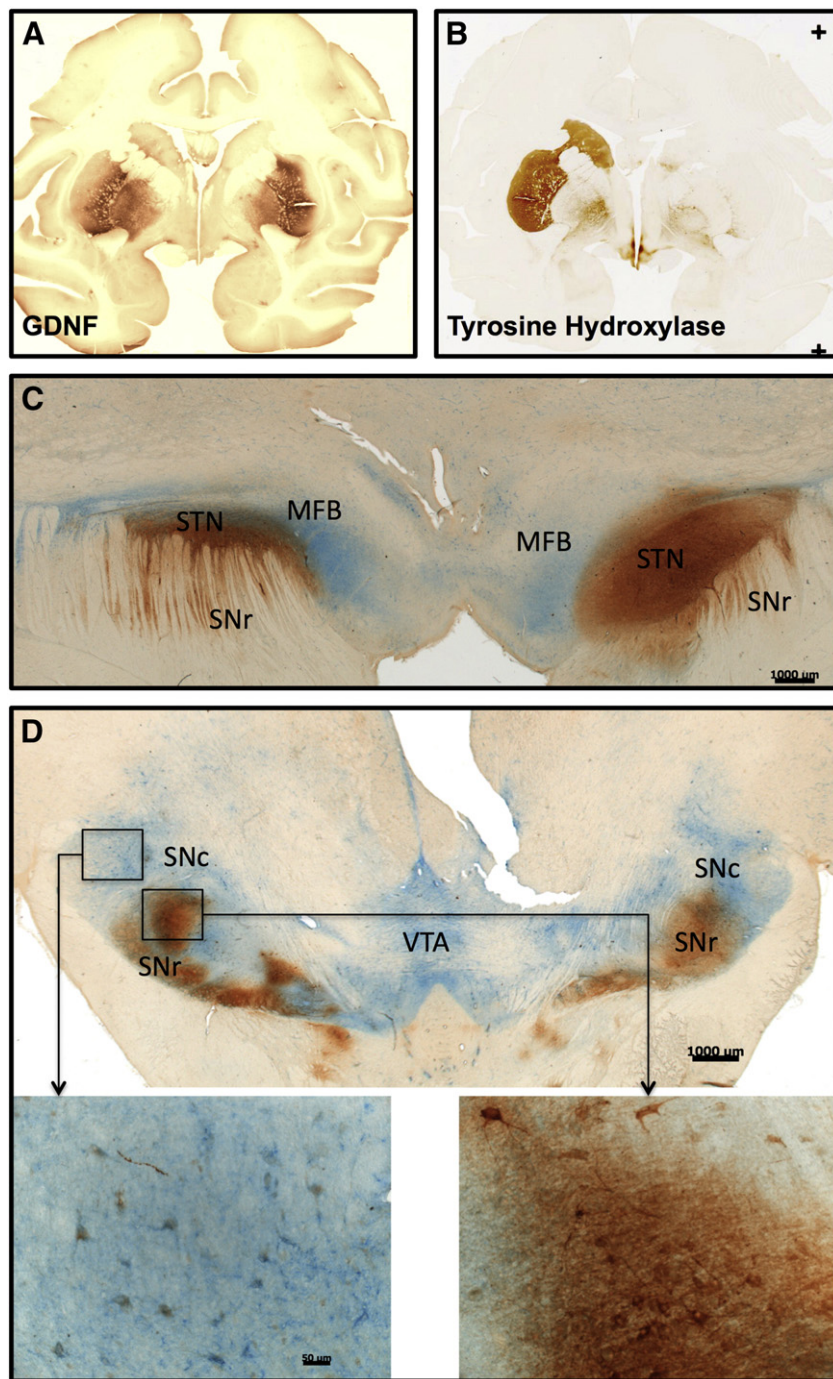 A
B
+
GDNF
Tyrosine Hydroxylase
+
C
STN
MFB
MFB
STN
SNr
SNr
1000 um
D
SNc
SNc
VTA
SNr
SNr
1000 um
50 um